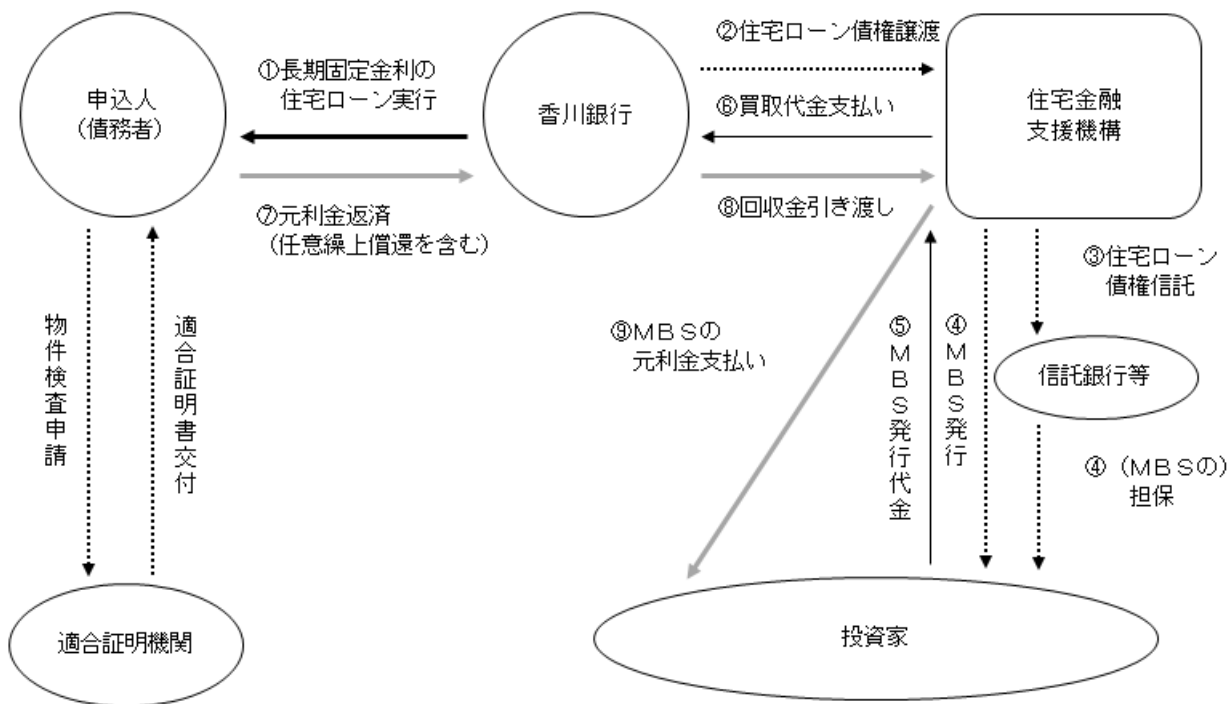 申込人
（債務者）
①長期固定金利の
住宅ローン実行
香川銀行
②住宅ローン債権譲渡
⑥買取代金支払い
住宅金融
支援機構
⑦元利金返済
（任意繰上償還を含む）
⑧回収金引き渡し
③住宅ローン
債権信託
物件検査申請
適合証明書交付
⑨ＭＢＳの
元利金支払い
⑤ＭＢＳ発行代金
④ＭＢＳ発行
信託銀行等
④（ＭＢＳの）
担保
適合証明機関
投資家